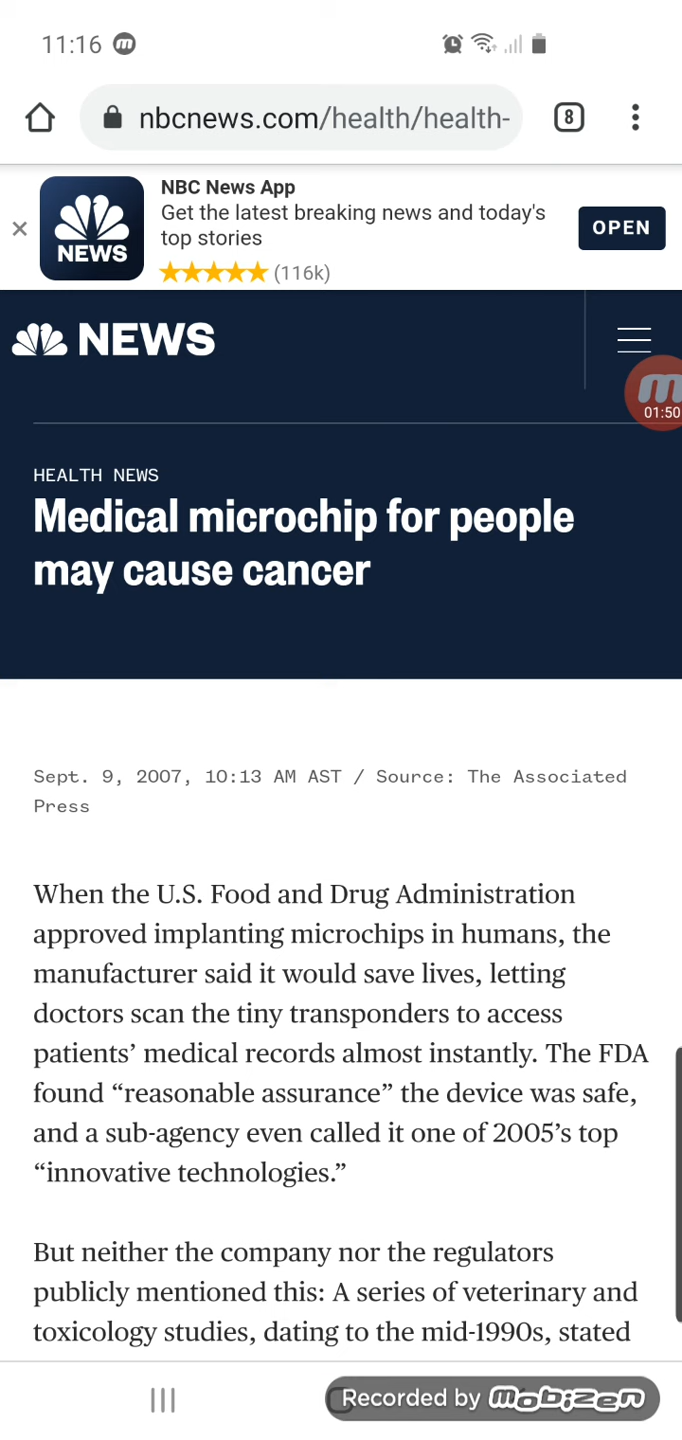 11:16
nbcnews.com/health/health-
8
NBC News App
Get the latest breaking news and today's
top stories
OPEN
NEWS
(116k)
NEWS
01:50
HEALTH NEWS
Medical microchip for people
may cause cancer
Sept. 9, 2007, 10:13 AM AST / Source: The Associated
Press
When the U.S. Food and Drug Administration
approved implanting microchips in humans, the
manufacturer said it would save lives, letting
doctors scan the tiny transponders to access
patients’ medical records almost instantly. The FDA
found “reasonable assurance” the device was safe,
and a sub-agency even called it one of 2005’s top
“innovative technologies.”
But neither the company nor the regulators
publicly mentioned this: A series of veterinary and
toxicology studies, dating to the mid-1990s, stated
Recorded by mobizen